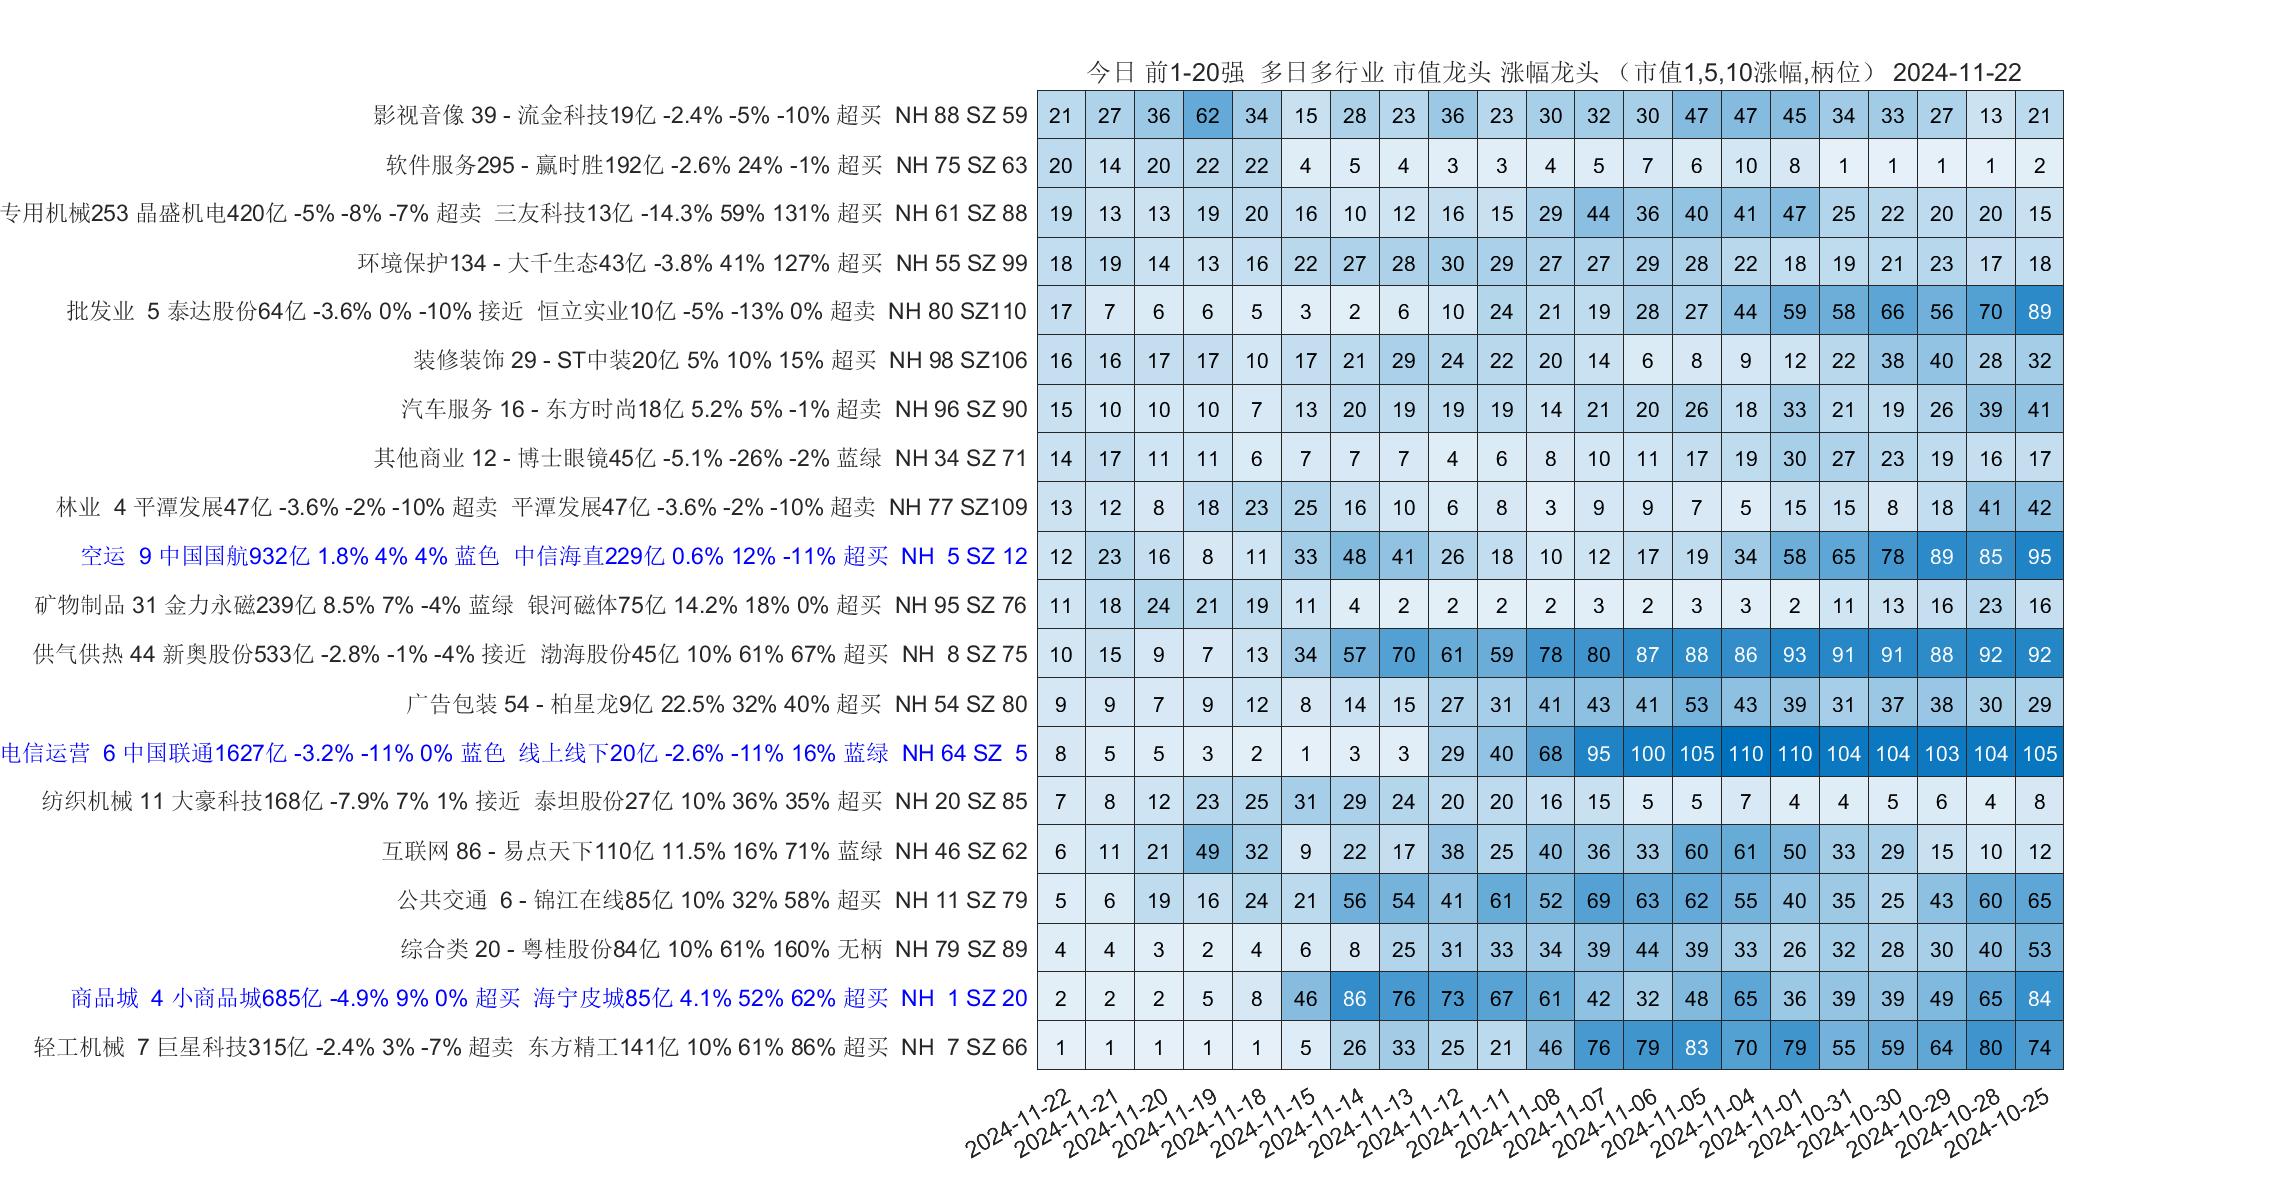 今日 前1-20强  多日多行业 市值龙头 涨幅龙头 （市值1,5,10涨幅,柄位） 2024-11-22
影视音像 39 - 流金科技19亿 -2.4% -5% -10% 超买  NH 88 SZ 59 21 27 36 62 34 15 28 23 36 23 30 32 30 47 47 45 34 33 27 13 21
软件服务295 - 赢时胜192亿 -2.6% 24% -1% 超买  NH 75 SZ 63 20 14 20 22 22 4 5 4 3 3 4 5 7 6 10 8 1 1 1 1 2
专用机械253 晶盛机电420亿 -5% -8% -7% 超卖  三友科技13亿 -14.3% 59% 131% 超买  NH 61 SZ 88 19 13 13 19 20 16 10 12 16 15 29 44 36 40 41 47 25 22 20 20 15
环境保护134 - 大千生态43亿 -3.8% 41% 127% 超买  NH 55 SZ 99 18 19 14 13 16 22 27 28 30 29 27 27 29 28 22 18 19 21 23 17 18
批发业  5 泰达股份64亿 -3.6% 0% -10% 接近  恒立实业10亿 -5% -13% 0% 超卖  NH 80 SZ110 17 7 6 6 5 3 2 6 10 24 21 19 28 27 44 59 58 66 56 70 89
装修装饰 29 - ST中装20亿 5% 10% 15% 超买  NH 98 SZ106 16 16 17 17 10 17 21 29 24 22 20 14 6 8 9 12 22 38 40 28 32
汽车服务 16 - 东方时尚18亿 5.2% 5% -1% 超卖  NH 96 SZ 90 15 10 10 10 7 13 20 19 19 19 14 21 20 26 18 33 21 19 26 39 41
其他商业 12 - 博士眼镜45亿 -5.1% -26% -2% 蓝绿  NH 34 SZ 71 14 17 11 11 6 7 7 7 4 6 8 10 11 17 19 30 27 23 19 16 17
林业  4 平潭发展47亿 -3.6% -2% -10% 超卖  平潭发展47亿 -3.6% -2% -10% 超卖  NH 77 SZ109 13 12 8 18 23 25 16 10 6 8 3 9 9 7 5 15 15 8 18 41 42
空运  9 中国国航932亿 1.8% 4% 4% 蓝色  中信海直229亿 0.6% 12% -11% 超买  NH  5 SZ 12 12 23 16 8 11 33 48 41 26 18 10 12 17 19 34 58 65 78 89 85 95
矿物制品 31 金力永磁239亿 8.5% 7% -4% 蓝绿  银河磁体75亿 14.2% 18% 0% 超买  NH 95 SZ 76 11 18 24 21 19 11 4 2 2 2 2 3 2 3 3 2 11 13 16 23 16
供气供热 44 新奥股份533亿 -2.8% -1% -4% 接近  渤海股份45亿 10% 61% 67% 超买  NH  8 SZ 75 10 15 9 7 13 34 57 70 61 59 78 80 87 88 86 93 91 91 88 92 92
广告包装 54 - 柏星龙9亿 22.5% 32% 40% 超买  NH 54 SZ 80 9 9 7 9 12 8 14 15 27 31 41 43 41 53 43 39 31 37 38 30 29
电信运营  6 中国联通1627亿 -3.2% -11% 0% 蓝色  线上线下20亿 -2.6% -11% 16% 蓝绿  NH 64 SZ  5 8 5 5 3 2 1 3 3 29 40 68 95 100 105 110 110 104 104 103 104 105
纺织机械 11 大豪科技168亿 -7.9% 7% 1% 接近  泰坦股份27亿 10% 36% 35% 超买  NH 20 SZ 85 7 8 12 23 25 31 29 24 20 20 16 15 5 5 7 4 4 5 6 4 8
互联网 86 - 易点天下110亿 11.5% 16% 71% 蓝绿  NH 46 SZ 62 6 11 21 49 32 9 22 17 38 25 40 36 33 60 61 50 33 29 15 10 12
公共交通  6 - 锦江在线85亿 10% 32% 58% 超买  NH 11 SZ 79 5 6 19 16 24 21 56 54 41 61 52 69 63 62 55 40 35 25 43 60 65
综合类 20 - 粤桂股份84亿 10% 61% 160% 无柄  NH 79 SZ 89 4 4 3 2 4 6 8 25 31 33 34 39 44 39 33 26 32 28 30 40 53
商品城  4 小商品城685亿 -4.9% 9% 0% 超买  海宁皮城85亿 4.1% 52% 62% 超买  NH  1 SZ 20 2 2 2 5 8 46 86 76 73 67 61 42 32 48 65 36 39 39 49 65 84
轻工机械  7 巨星科技315亿 -2.4% 3% -7% 超卖  东方精工141亿 10% 61% 86% 超买  NH  7 SZ 66 1 1 1 1 1 5 26 33 25 21 46 76 79 83 70 79 55 59 64 80 74
2024-11-22 2024-11-21 2024-11-20 2024-11-19 2024-11-18 2024-11-15 2024-11-14 2024-11-13 2024-11-12 2024-11-11 2024-11-08 2024-11-07 2024-11-06 2024-11-05 2024-11-04 2024-11-01 2024-10-31 2024-10-30 2024-10-29 2024-10-28 2024-10-25